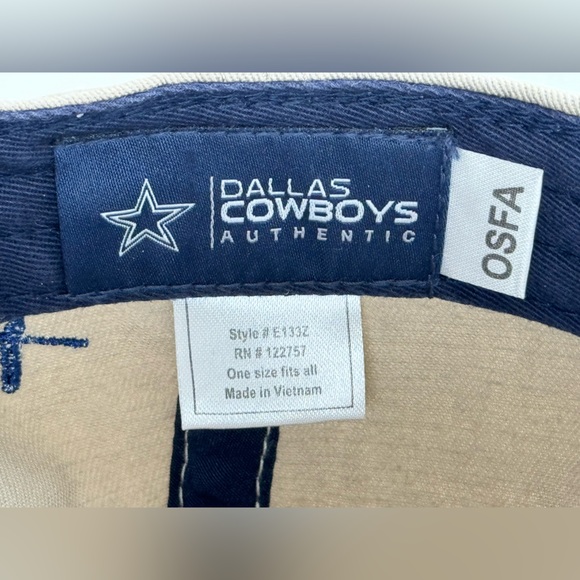 DALLAS
COWBOYS
AUTHENTIC
OSFA
Style # E133Z
RN # 122757
One size fits all
Made in Vietnam